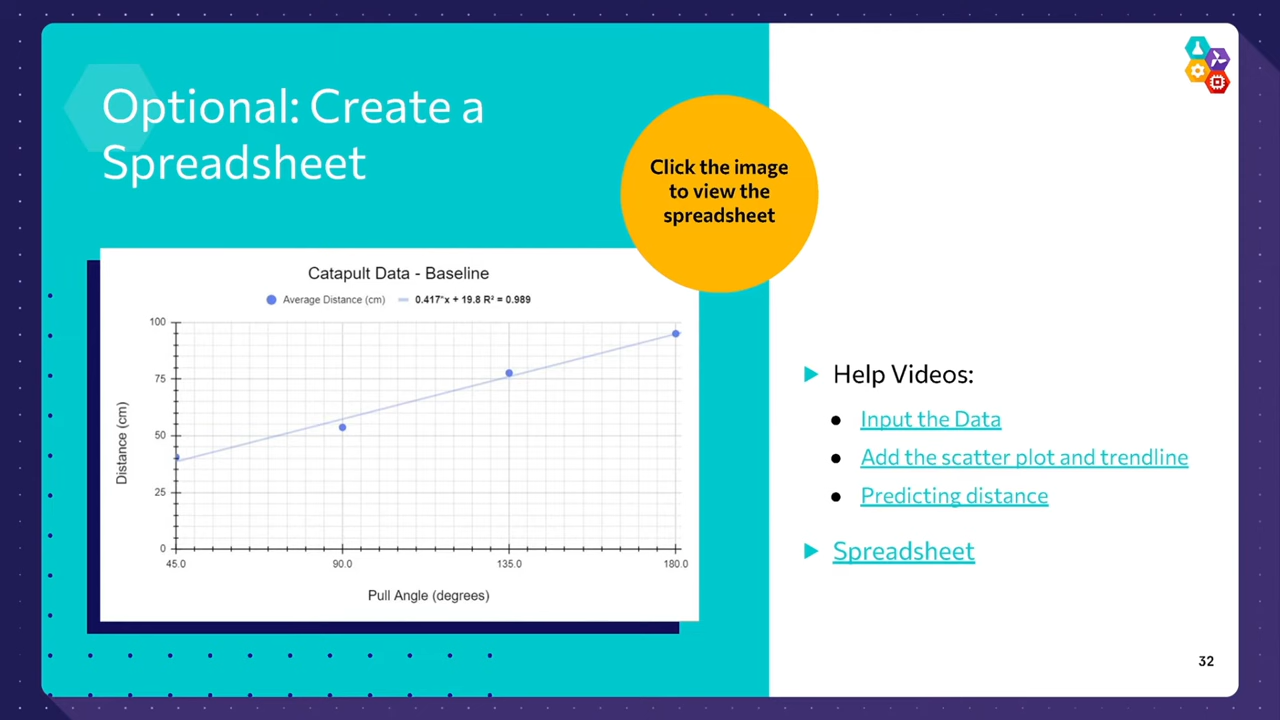 Optional: Create a
Spreadsheet
Click the image
to view the
spreadsheet
Catapult Data - Baseline
Average Distance (cm)
0.417*x + 19.8 R² = 0.989
Distance (cm)
100
75
50
25
0
45.0
90.0
135.0
180.0
Pull Angle (degrees)
Help Videos:
Input the Data
Add the scatter plot and trendline
Predicting distance
Spreadsheet
32